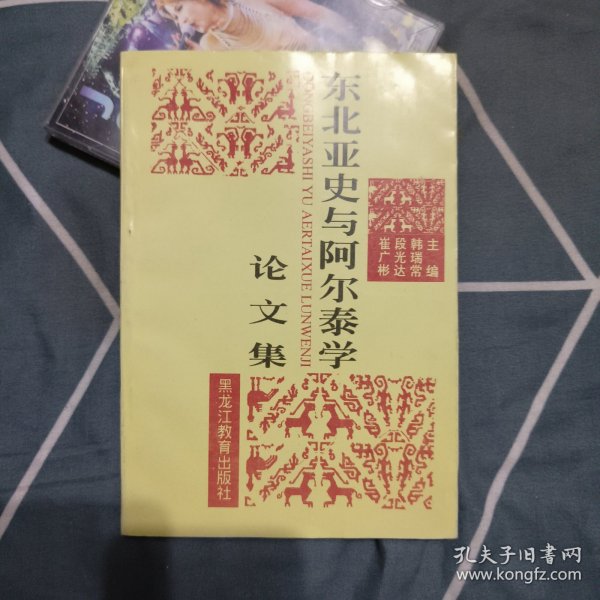 东北亚史与阿尔泰学
DONGBEIYASHI YU AERTAIXUE LUNWENJI
论文集
主编
韩瑞常
段光达
崔广彬
黑龙江教育出版社
孔夫子旧书网
www.kongfz.com